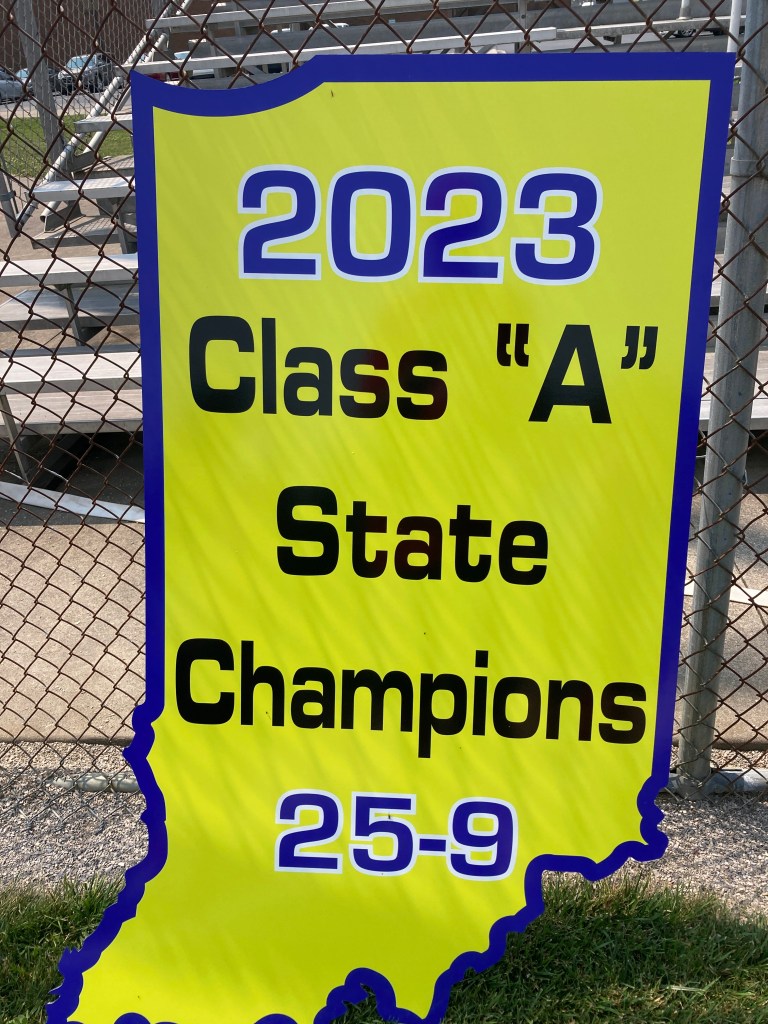 2023
Class “A”
State
Champions
25-9